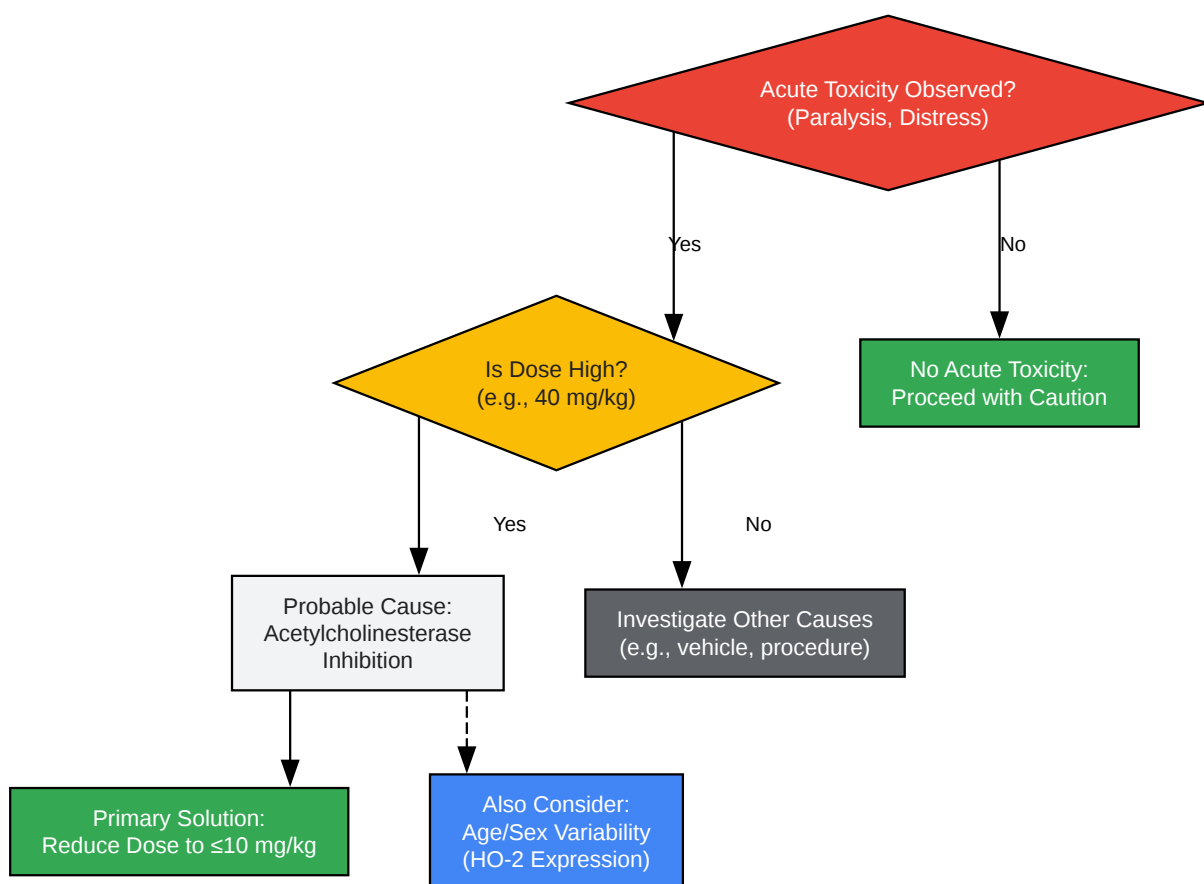 Acute Toxicity Observed?
(Paralysis, Distress)
Yes
No
Is Dose High?
(e.g., 40 mg/kg)
No Acute Toxicity:
Proceed with Caution
Yes
No
Probable Cause:
Acetylcholinesterase
Inhibition
Investigate Other Causes
(e.g., vehicle, procedure)
Primary Solution:
Reduce Dose to ≤10 mg/kg
Also Consider:
Age/Sex Variability
(HO-2 Expression)